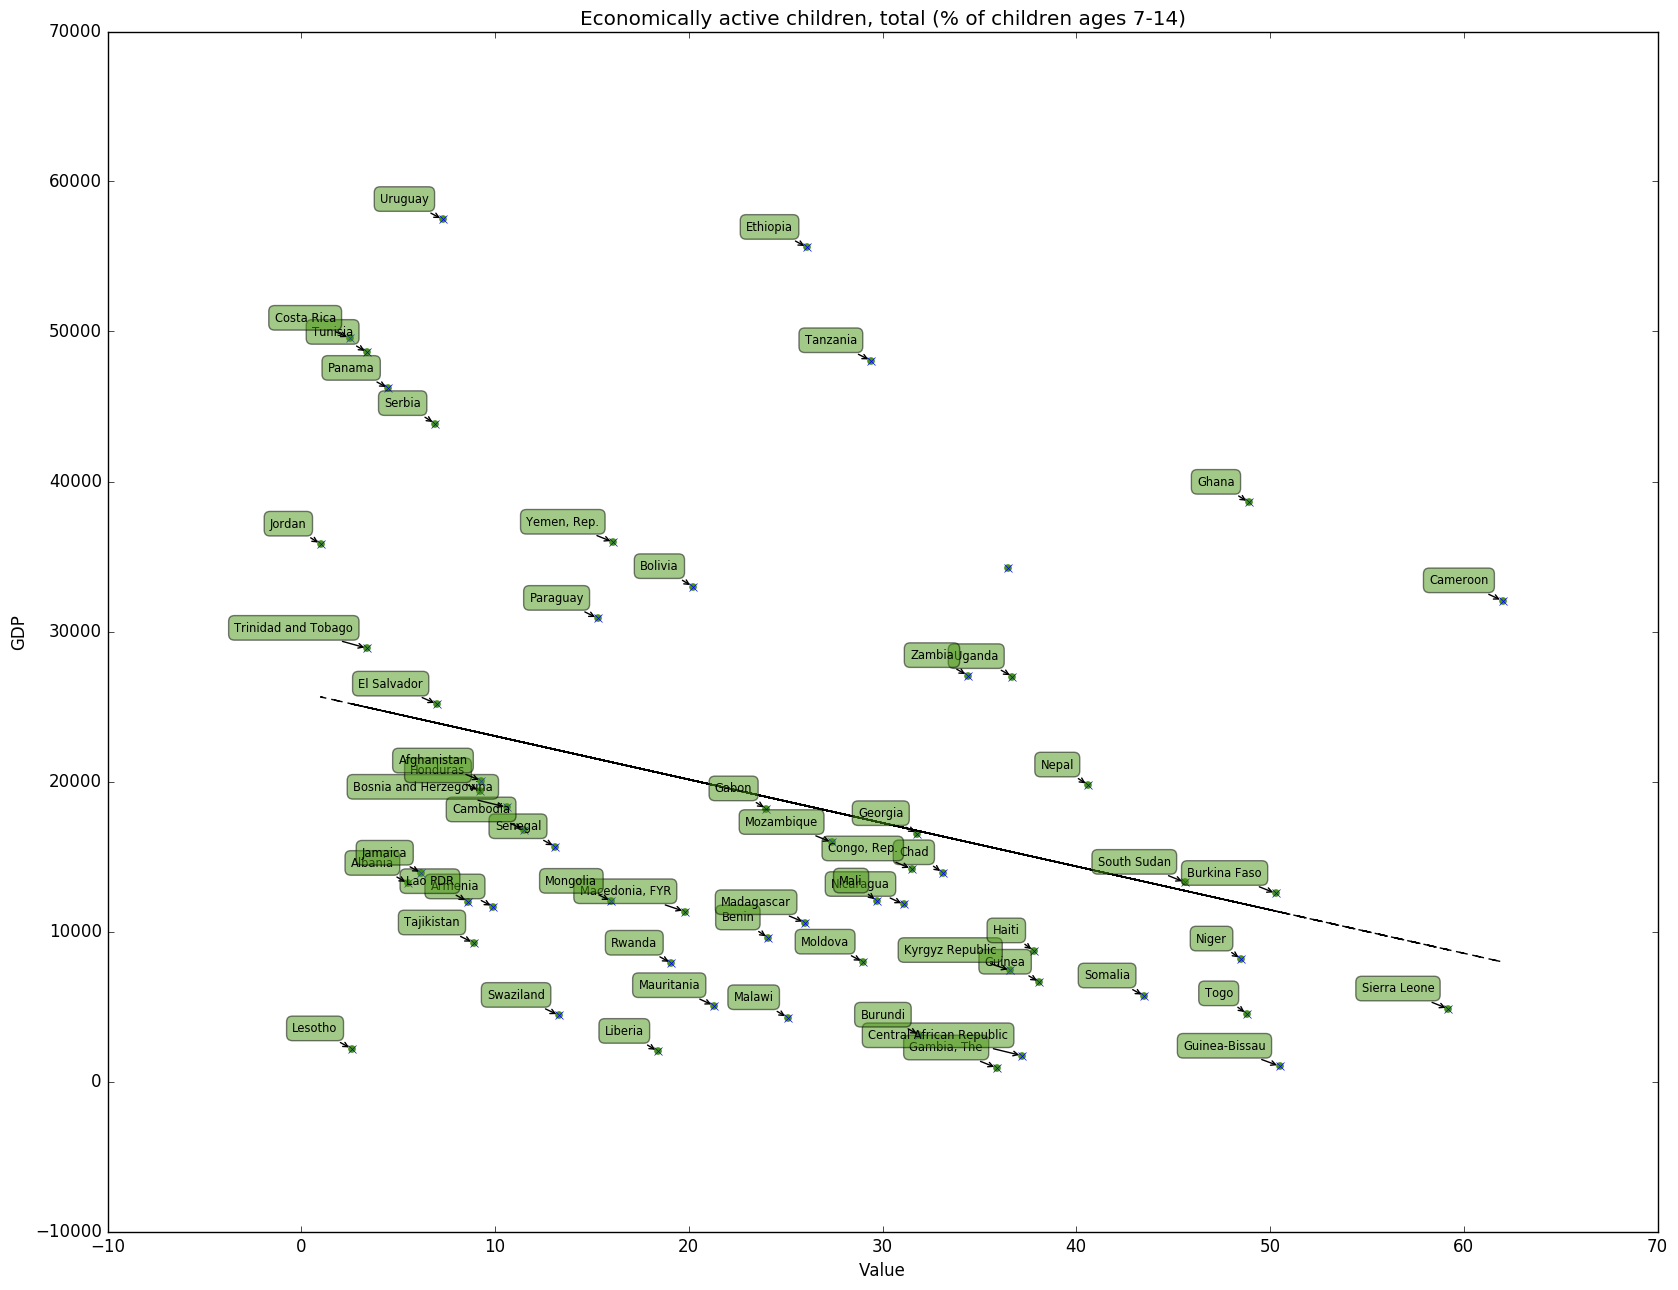 Economically active children, total (% of children ages 7-14)
70000
60000
50000
40000
30000
20000
10000
0
−10000
GDP
Uruguay
Ethiopia
Costa Rica
Tunisia
Tanzania
Panama
Serbia
Ghana
Jordan
Yemen, Rep.
Bolivia
Cameroon
Paraguay
Trinidad and Tobago
Zambia
Uganda
El Salvador
Afghanistan
Honduras
Nepal
Bosnia and Herzegovina
Gabon
Cambodia
Georgia
Senegal
Mozambique
Jamaica
Albania
Congo, Rep.
Chad
South Sudan
Burkina Faso
Lao PDR
Armenia
Mongolia
Macedonia, FYR
Mali
Nicaragua
Madagascar
Benin
Tajikistan
Rwanda
Moldova
Haiti
Kyrgyz Republic
Guinea
Niger
Swaziland
Mauritania
Malawi
Somalia
Togo
Sierra Leone
Lesotho
Liberia
Burundi
Central African Republic
Gambia, The
Guinea-Bissau
−10
0
10
20
30
40
50
60
70
Value